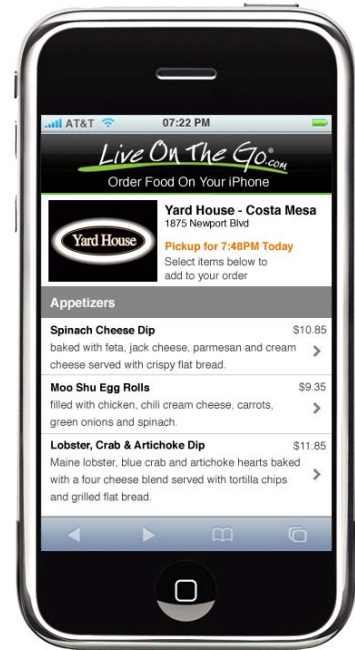 AT&T 07:22 PM
Live On The Go.com
Order Food On Your iPhone
Yard House
Yard House - Costa Mesa
1875 Newport Blvd
Pickup for 7:48PM Today
Select items below to
add to your order
Appetizers
Spinach Cheese Dip $10.85
baked with feta, jack cheese, parmesan and cream
cheese served with crispy flat bread.
Moo Shu Egg Rolls $9.35
filled with chicken, chili cream cheese, carrots,
green onions and spinach.
Lobster, Crab & Artichoke Dip $11.85
Maine lobster, blue crab and artichoke hearts baked
with a four cheese blend served with tortilla chips
and grilled flat bread.